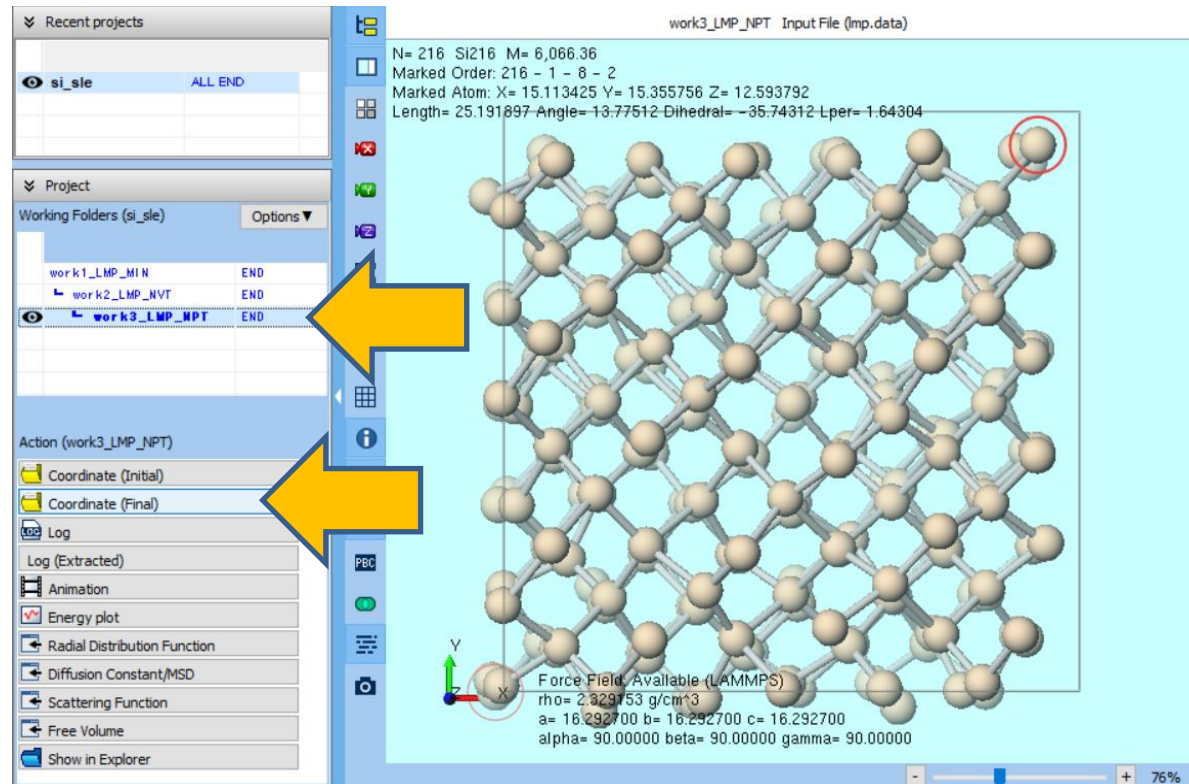 Recent projects
si_sle ALL END
Project
Working Folders (si_sle) Options▼
work1_LMP_MIN END
work2_LMP_NVT END
work3_LMP_NPT END
Action (work3_LMP_NPT)
Coordinate (Initial)
Coordinate (Final)
LOG Log
Log (Extracted)
Animation
Energy plot
Radial Distribution Function
Diffusion Constant/MSD
Scattering Function
Free Volume
Show in Explorer
X
Y
Z
PBC
work3_LMP_NPT Input File (lmp.data)
N= 216 Si216 M= 6,066.36
Marked Order: 216 - 1 - 8 - 2
Marked Atom: X= 15.113425 Y= 15.355756 Z= 12.593792
Length= 25.191897 Angle= 13.77512 Dihedral= -35.74312 Lper= 1.64304
Y
Z X
Force Field, Available (LAMMPS)
rho= 2.329153 g/cm^3
a= 16.292700 b= 16.292700 c= 16.292700
alpha= 90.00000 beta= 90.00000 gamma= 90.00000
- + 76%